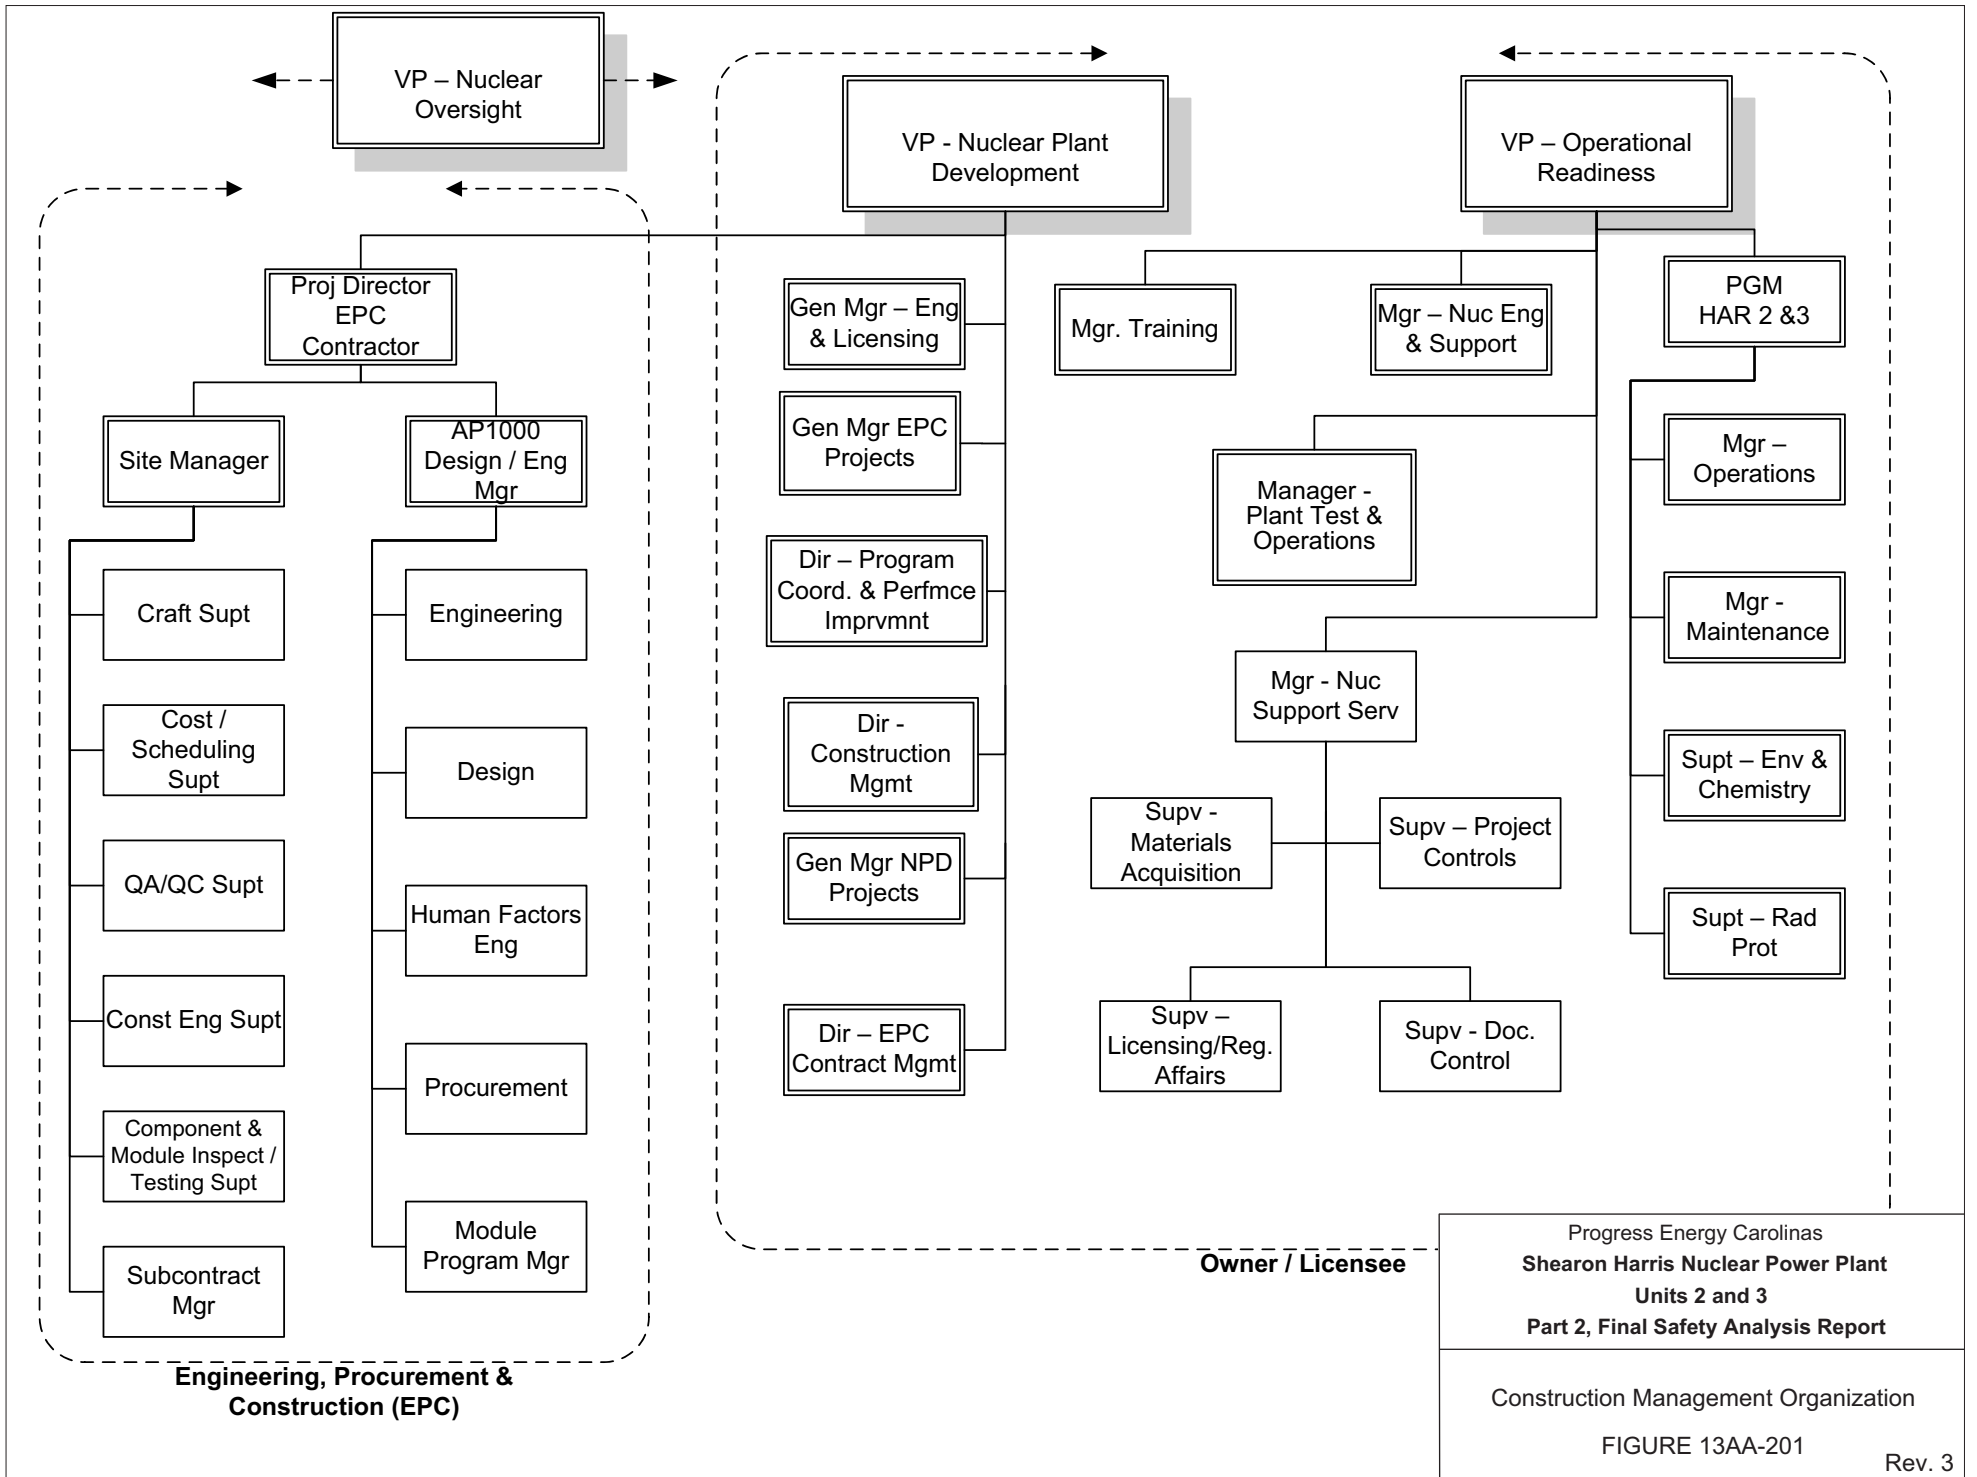 VP – Nuclear
Oversight
VP - Nuclear Plant
Development
VP – Operational
Readiness
Proj Director
EPC
Contractor
Site Manager
AP1000
Design / Eng
Mgr
Craft Supt
Cost /
Scheduling
Supt
QA/QC Supt
Const Eng Supt
Component &
Module Inspect /
Testing Supt
Subcontract
Mgr
Engineering
Design
Human Factors
Eng
Procurement
Module
Program Mgr
Engineering, Procurement &
Construction (EPC)
Gen Mgr – Eng
& Licensing
Gen Mgr EPC
Projects
Dir – Program
Coord. & Perfmce
Imprvmnt
Dir -
Construction
Mgmt
Gen Mgr NPD
Projects
Dir – EPC
Contract Mgmt
Mgr. Training
Mgr – Nuc Eng
& Support
Manager -
Plant Test &
Operations
Mgr - Nuc
Support Serv
Supv -
Materials
Acquisition
Supv – Project
Controls
Supv –
Licensing/Reg.
Affairs
Supv - Doc.
Control
PGM
HAR 2 &3
Mgr –
Operations
Mgr -
Maintenance
Supt – Env &
Chemistry
Supt – Rad
Prot
Owner / Licensee
Progress Energy Carolinas
Shearon Harris Nuclear Power Plant
Units 2 and 3
Part 2, Final Safety Analysis Report
Construction Management Organization
FIGURE 13AA-201
Rev. 3